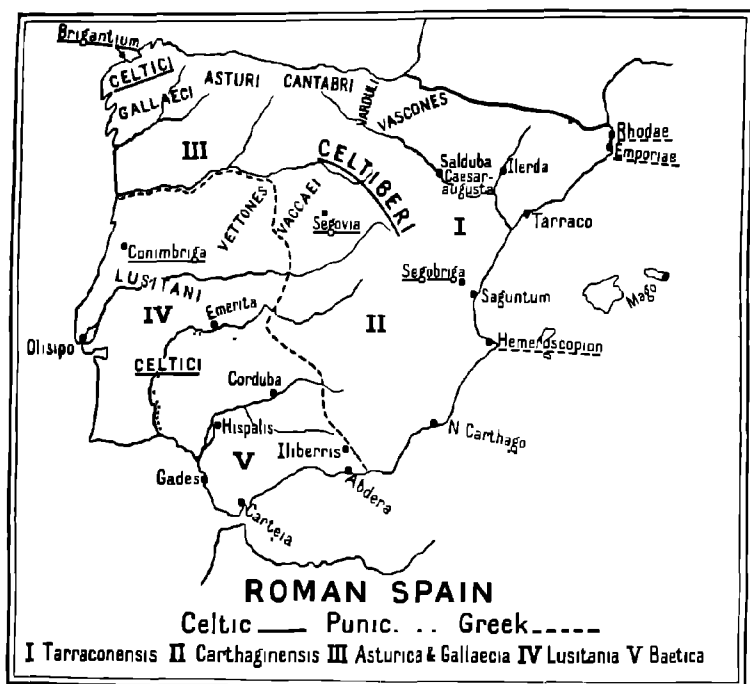 Brigantium
CELTICI
GALLAECI
ASTURI
CANTABRI
VARDULI
VASCONES
Rhodae
Emporiae
III
CELTIBERI
Salduba
Caesar-
augusta
Ilerda
I
Tarraco
VETTONES
VACCAEI
Segovia
Conimbriga
LUSITANI
Segobriga
Saguntum
Mago
IV
Emerita
II
Olisipo
Hemeroscopion
CELTICI
Corduba
Hispalis
N Carthago
V
Iliberris
Gades
Abdera
Carteia
ROMAN SPAIN
Celtic ___ Punic. . . Greek -----
I Tarraconensis II Carthaginensis III Asturica & Gallaecia IV Lusitania V Baetica